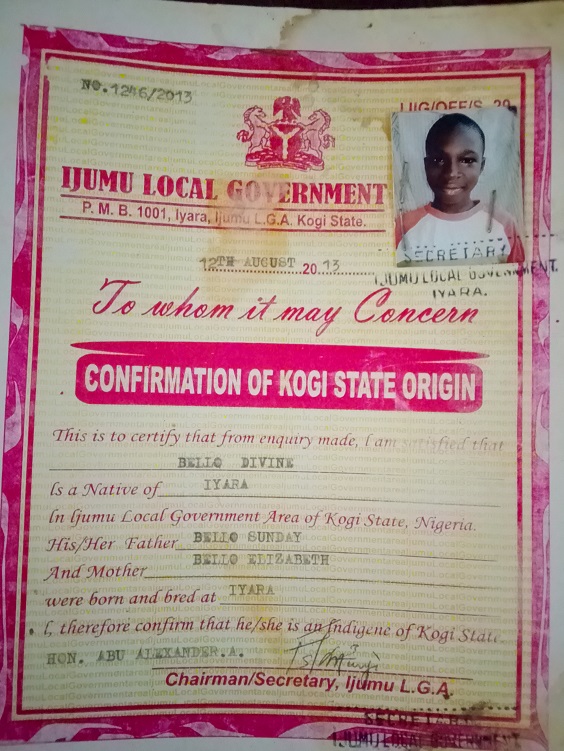 NO.1246/2013
IJUMU LOCAL GOVERNMENT
P. M. B. 1001, Iyara, Ijumu L.G.A. Kogi State.
SECRETARY
IJUMU LOCAL GOVERNMENT.
IYARA.
12TH AUGUST 2013
To whom it may Concern
CONFIRMATION OF KOGI STATE ORIGIN
This is to certify that from enquiry made, I am satisfied that
BELLO DIVINE
Is a Native of IYARA
In Ijumu Local Government Area of Kogi State, Nigeria.
His/Her Father BELLO SUNDAY
And Mother BELLO ELIZABETH
were born and bred at IYARA
I, therefore confirm that he/she is an Indigene of Kogi State.
HON. ABU ALEXANDER.A.
Chairman/Secretary, Ijumu L.G.A.
SECRETARY
IJUMU LOCAL GOVERNMENT